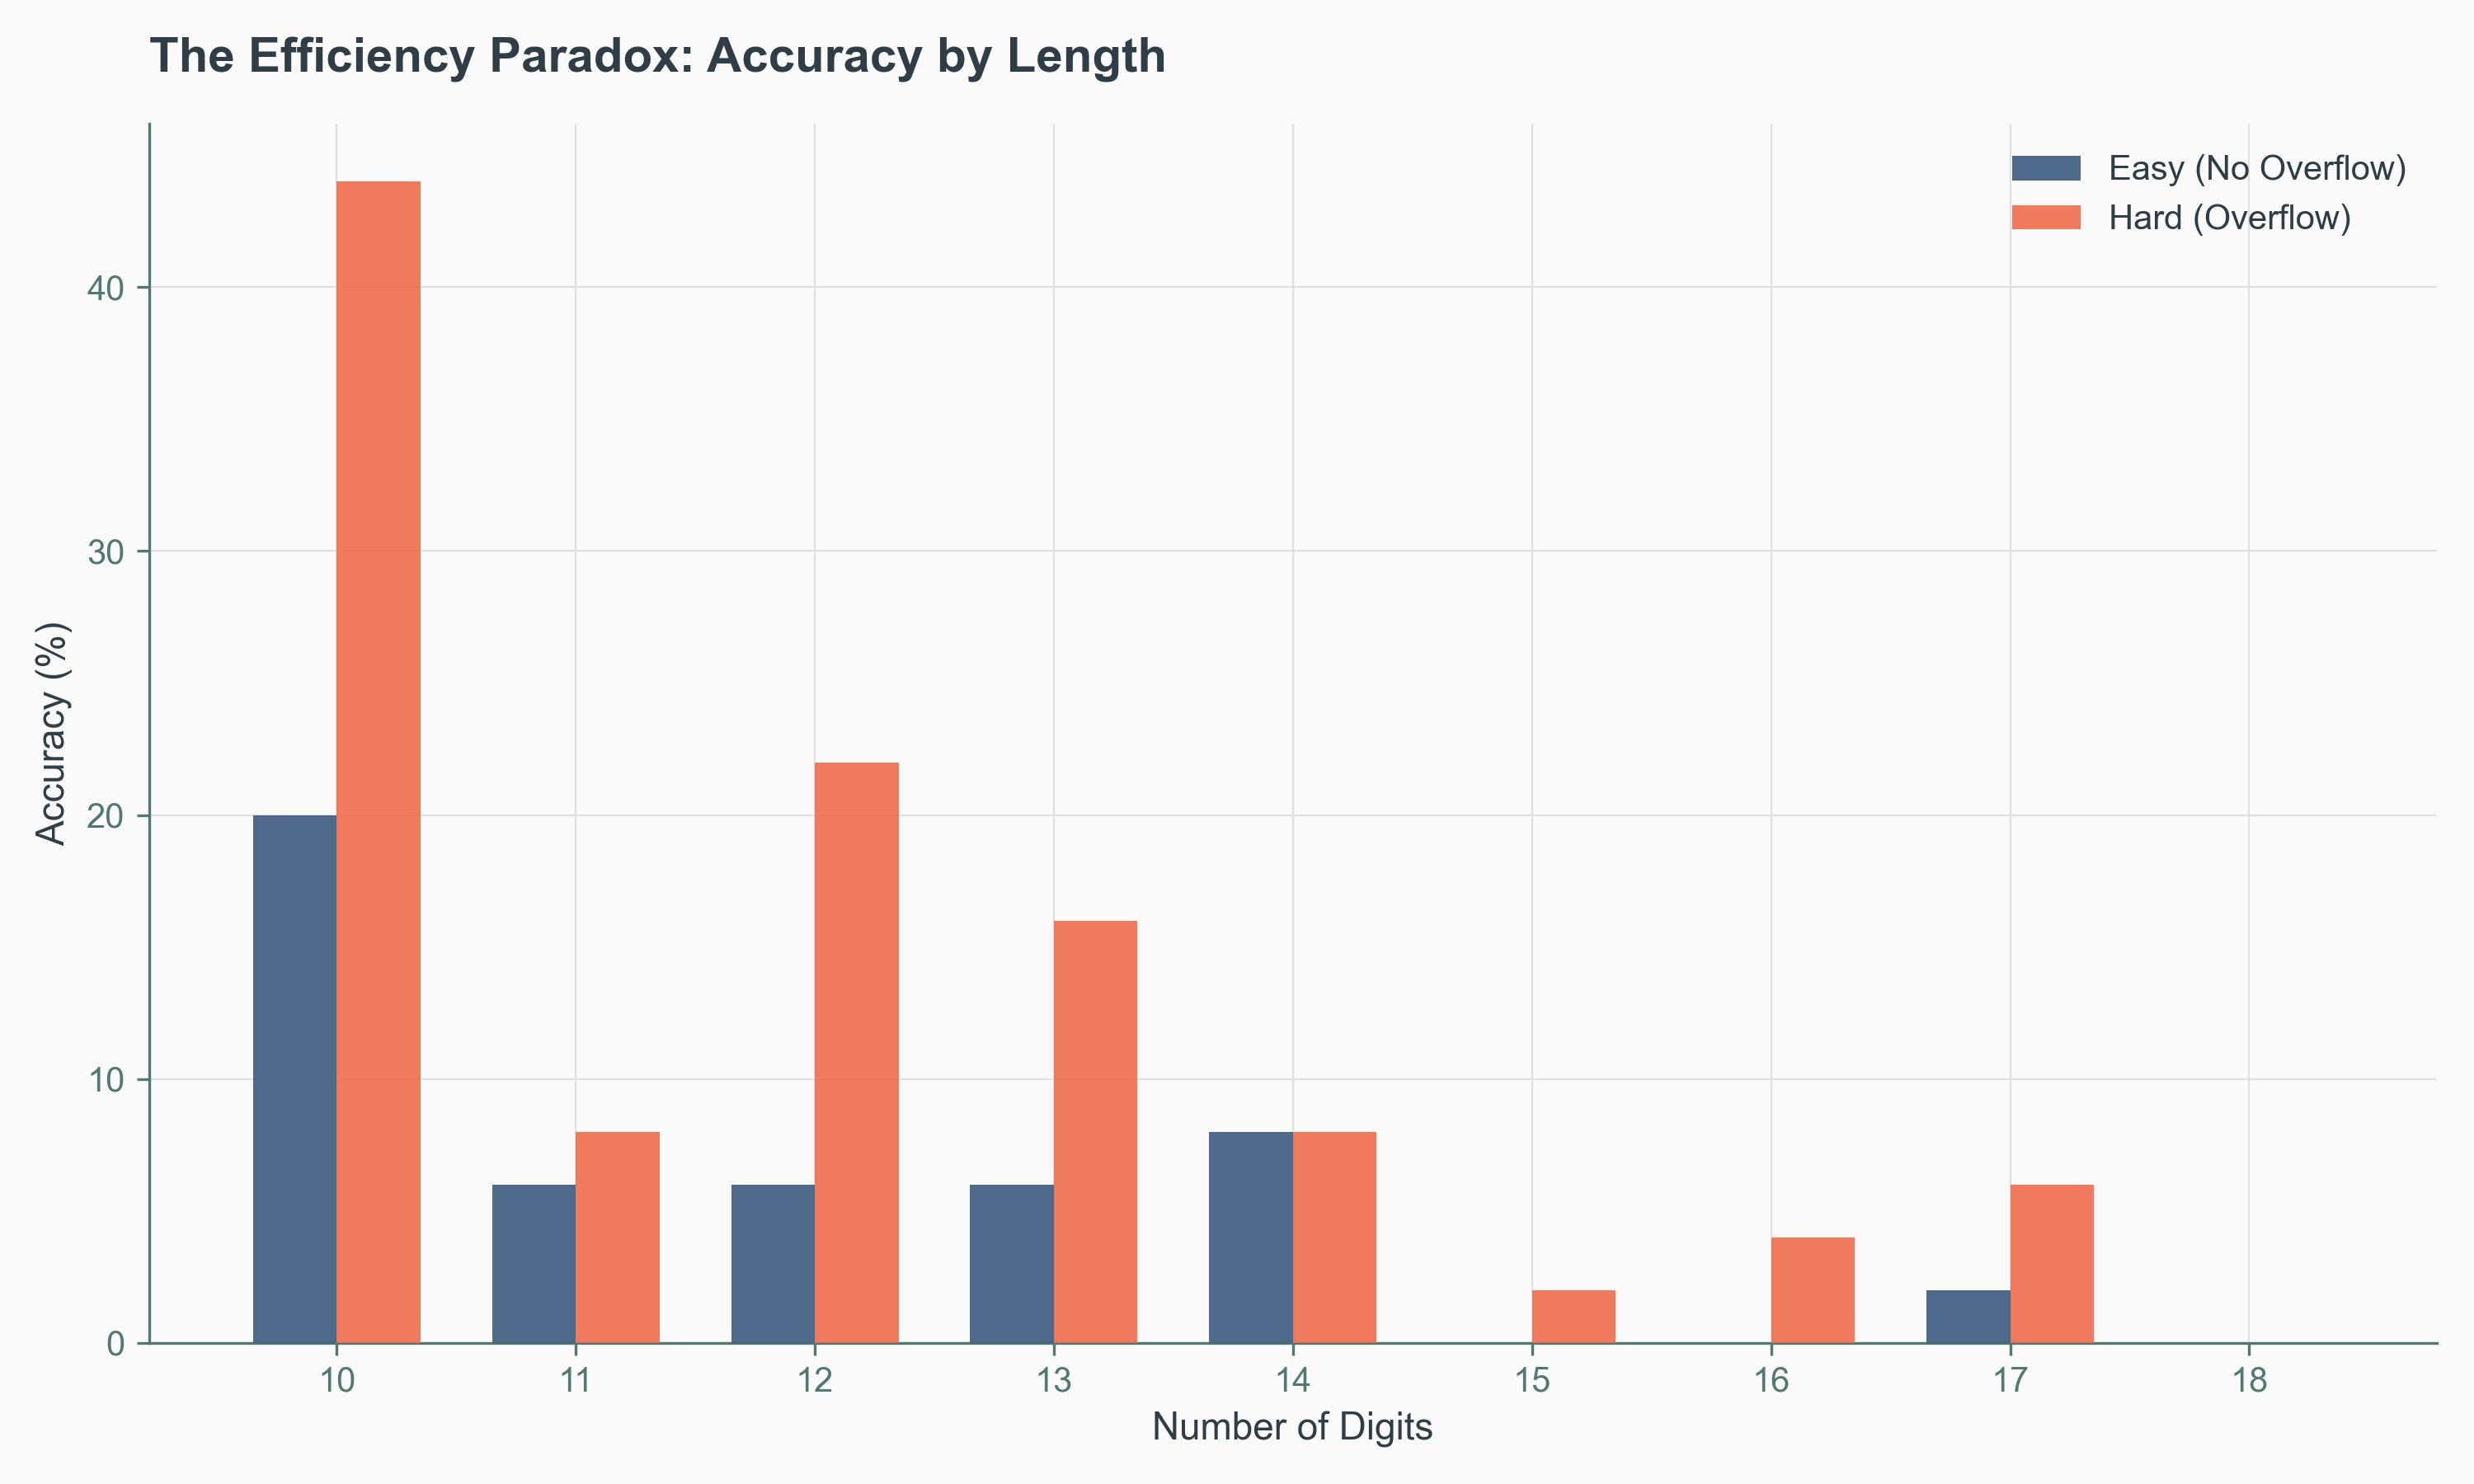 The Efficiency Paradox: Accuracy by Length
Easy (No Overflow)
Hard (Overflow)
Accuracy (%)
40
30
20
10
0
10 11 12 13 14 15 16 17 18
Number of Digits